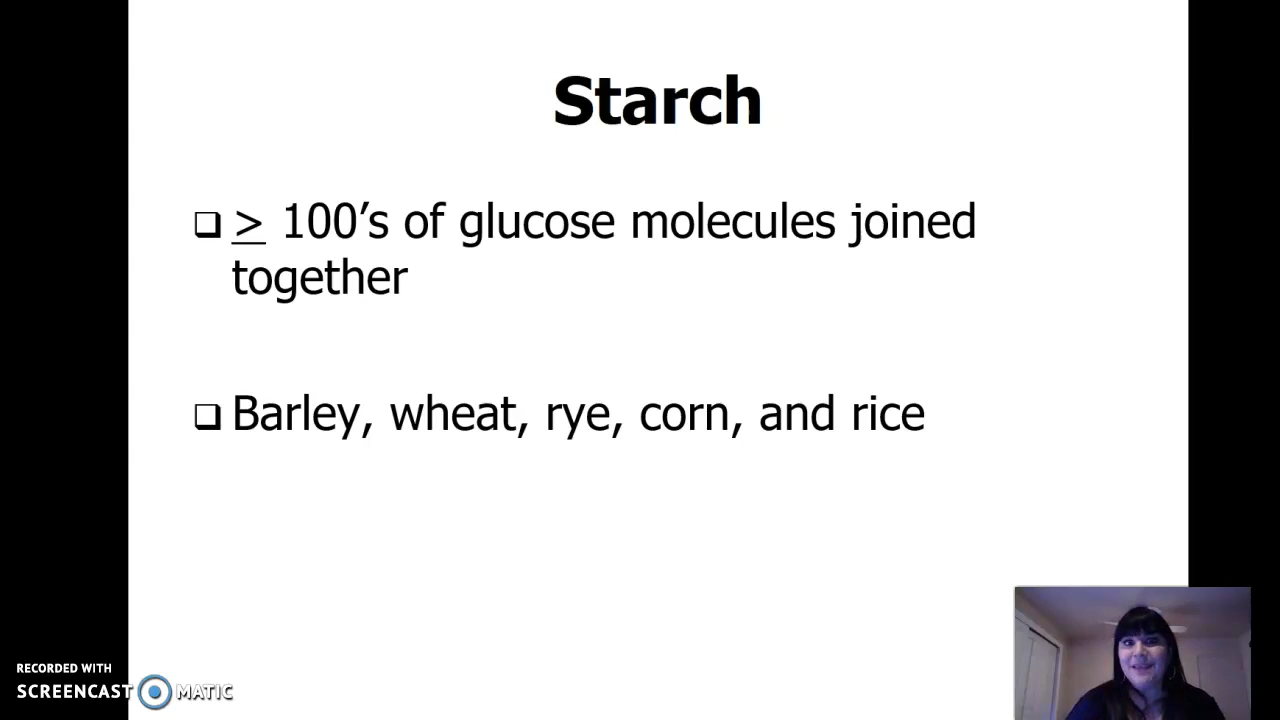 Starch
❑ > 100’s of glucose molecules joined
together
❑ Barley, wheat, rye, corn, and rice
RECORDED WITH
SCREENCAST MATIC